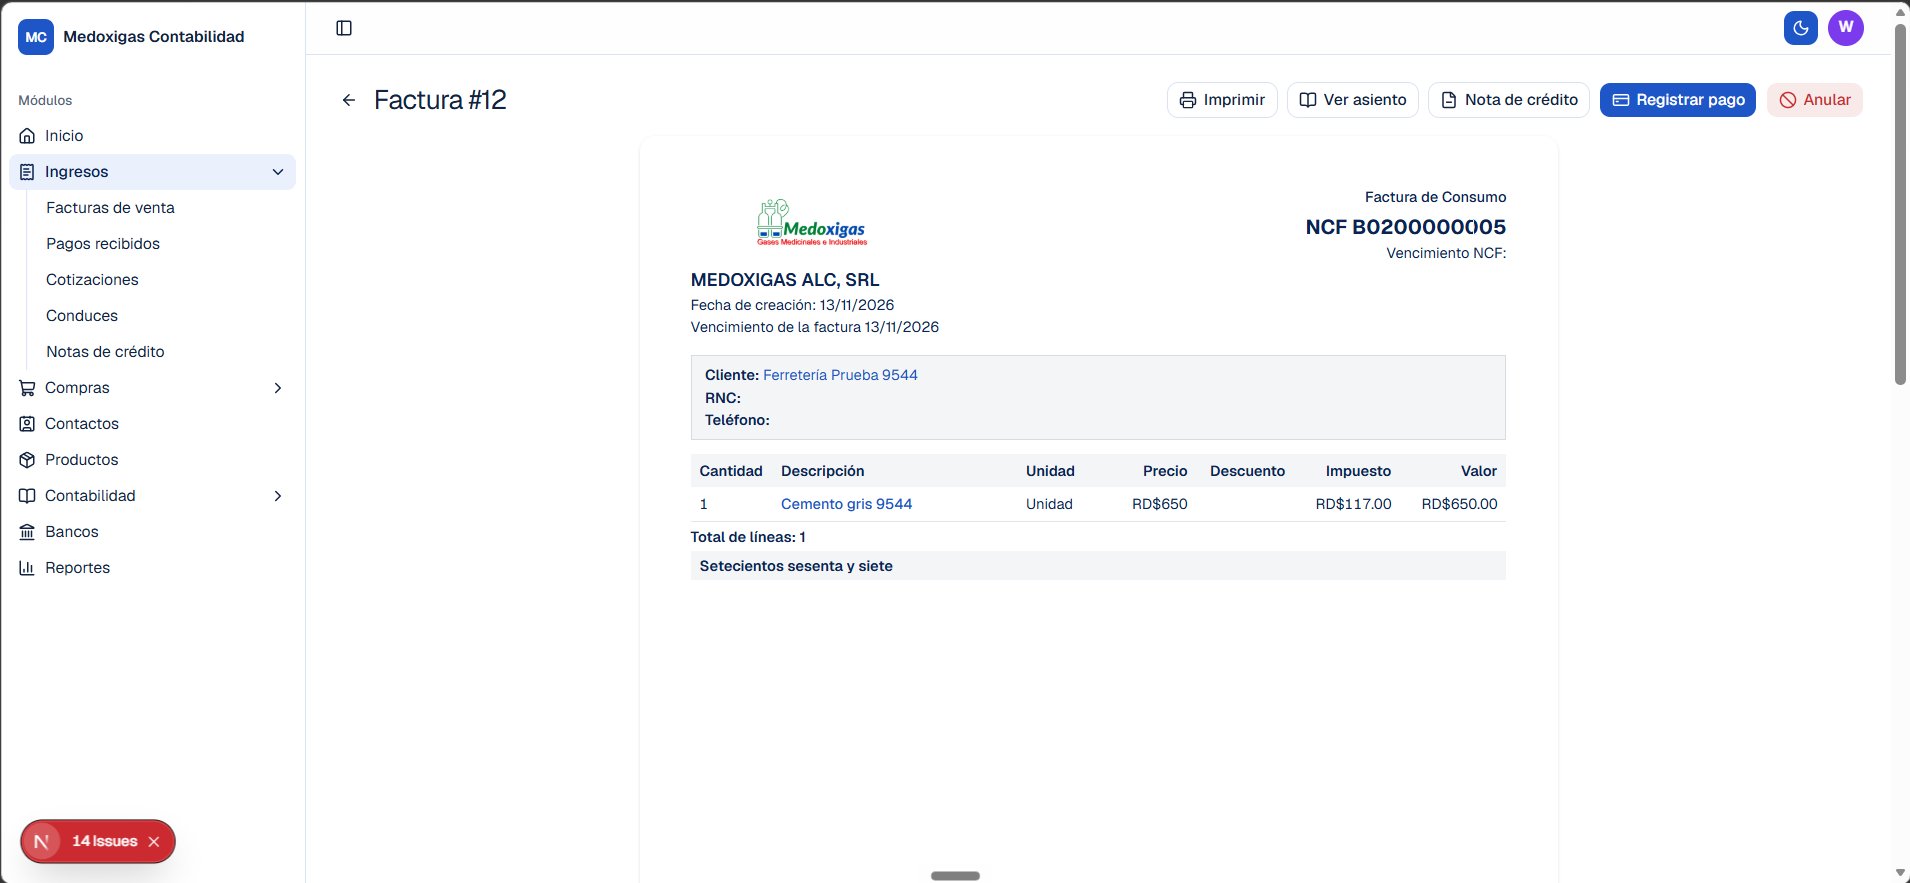 MC Medoxigas Contabilidad
W
Módulos
Inicio
Ingresos
Facturas de venta
Pagos recibidos
Cotizaciones
Conduces
Notas de crédito
Compras
Contactos
Productos
Contabilidad
Bancos
Reportes
N 14 Issues
Factura #12
Imprimir
Ver asiento
Nota de crédito
Registrar pago
Anular
Medoxigas
Gases Medicinales e Industriales
Factura de Consumo
NCF B0200000005
Vencimiento NCF:
MEDOXIGAS ALC, SRL
Fecha de creación: 13/11/2026
Vencimiento de la factura 13/11/2026
Cliente: Ferretería Prueba 9544
RNC:
Teléfono:
Cantidad Descripción Unidad Precio Descuento Impuesto Valor
1 Cemento gris 9544 Unidad RD$650 RD$117.00 RD$650.00
Total de líneas: 1
Setecientos sesenta y siete